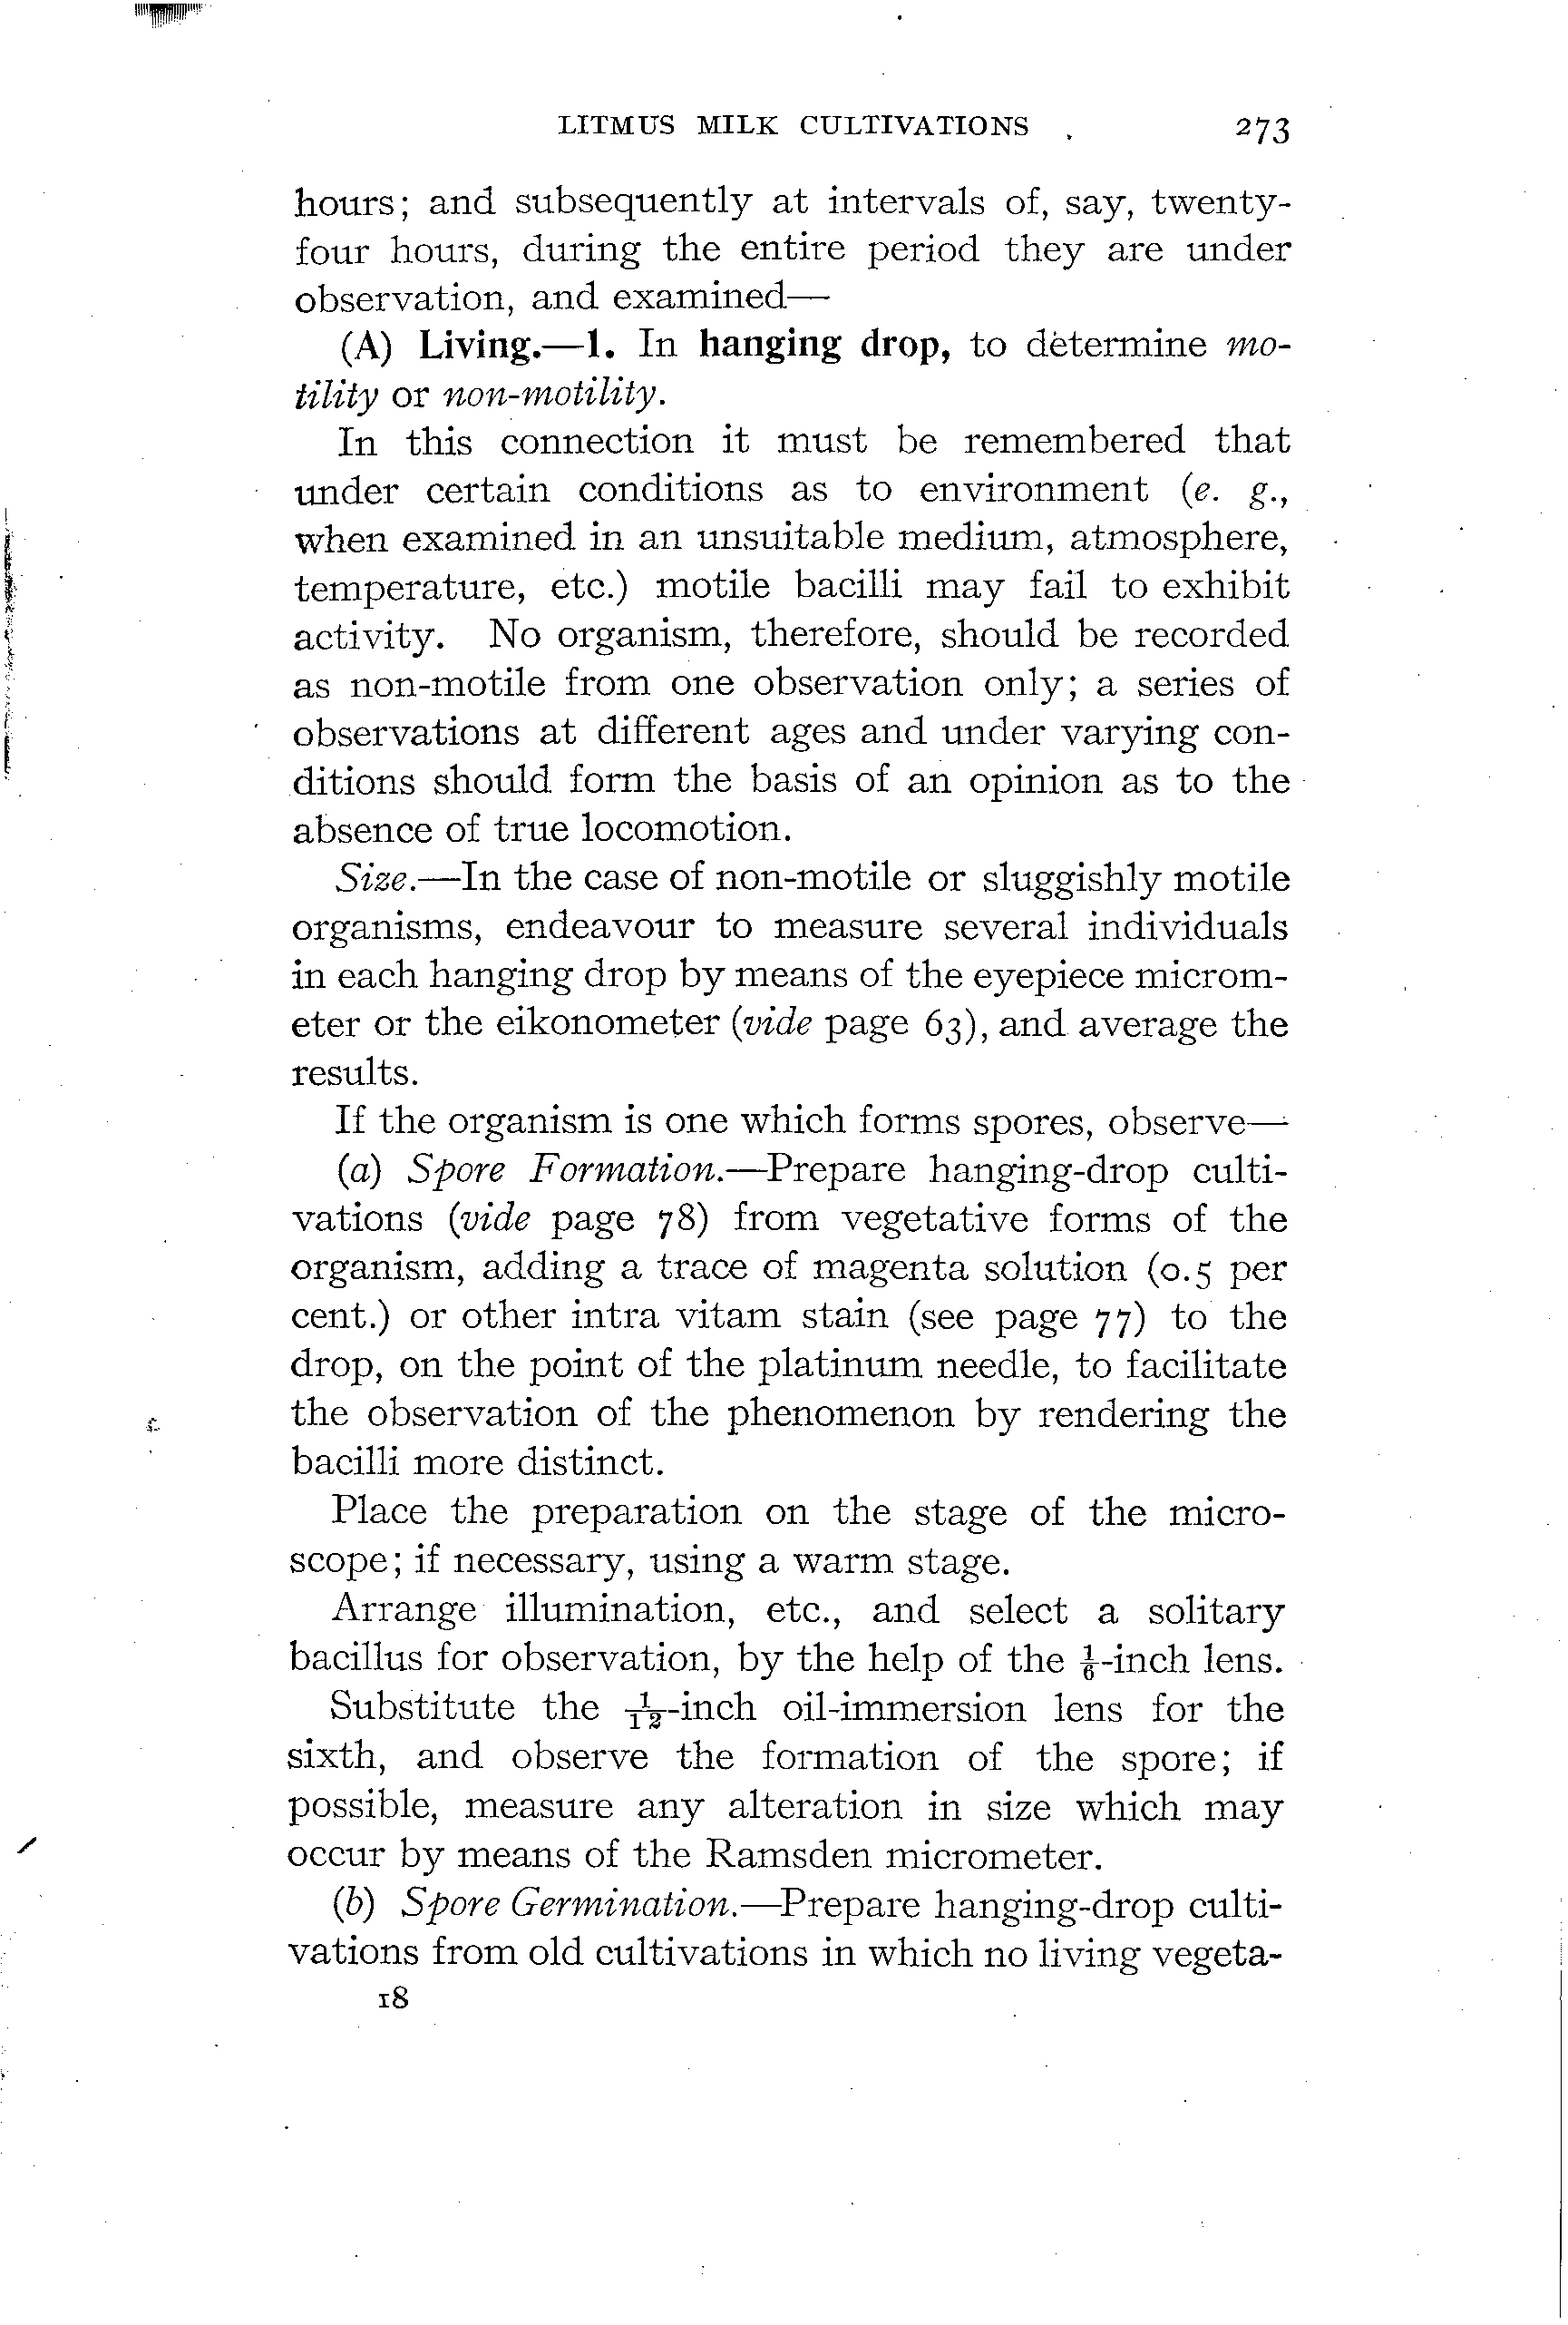 LITMUS MILK CULTIVATIONS 273
hours; and subsequently at intervals of, say, twenty-
four hours, during the entire period they are under
observation, and examined—
(A) Living.—1. In hanging drop, to determine mo-
tility or non-motility.
In this connection it must be remembered that
under certain conditions as to environment (e. g.,
when examined in an unsuitable medium, atmosphere,
temperature, etc.) motile bacilli may fail to exhibit
activity. No organism, therefore, should be recorded
as non-motile from one observation only; a series of
observations at different ages and under varying con-
ditions should form the basis of an opinion as to the
absence of true locomotion.
Size.—In the case of non-motile or sluggishly motile
organisms, endeavour to measure several individuals
in each hanging drop by means of the eyepiece microm-
eter or the eikonometer (vide page 63), and average the
results.
If the organism is one which forms spores, observe—
(a) Spore Formation.—Prepare hanging-drop culti-
vations (vide page 78) from vegetative forms of the
organism, adding a trace of magenta solution (0.5 per
cent.) or other intra vitam stain (see page 77) to the
drop, on the point of the platinum needle, to facilitate
the observation of the phenomenon by rendering the
bacilli more distinct.
Place the preparation on the stage of the micro-
scope; if necessary, using a warm stage.
Arrange illumination, etc., and select a solitary
bacillus for observation, by the help of the 1/6-inch lens.
Substitute the 1/12-inch oil-immersion lens for the
sixth, and observe the formation of the spore; if
possible, measure any alteration in size which may
occur by means of the Ramsden micrometer.
(b) Spore Germination.—Prepare hanging-drop culti-
vations from old cultivations in which no living vegeta-
18